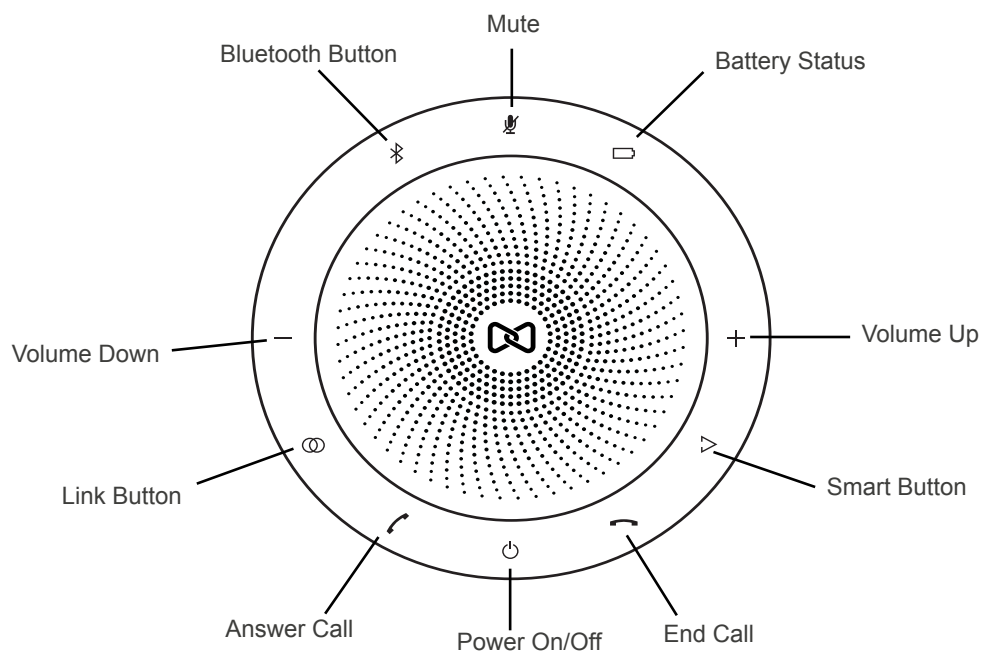 Mute
Bluetooth Button
Battery Status
Volume Down
Volume Up
Link Button
Smart Button
Answer Call
Power On/Off
End Call